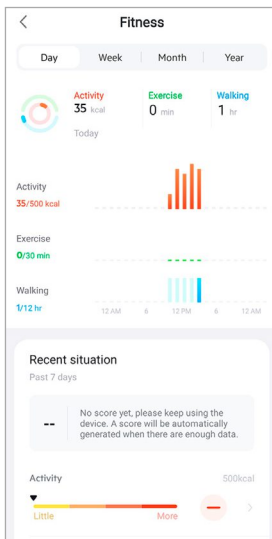 Fitness
Day Week Month Year
Activity Exercise Walking
35 kcal 0 min 1 hr
Today
Activity
35/500 kcal
Exercise
0/30 min
Walking
1/12 hr
12 AM 6 12 PM 6 12 AM
Recent situation
Past 7 days
-- No score yet, please keep using the
device. A score will be automatically
generated when there are enough data.
Activity 500kcal
Little More